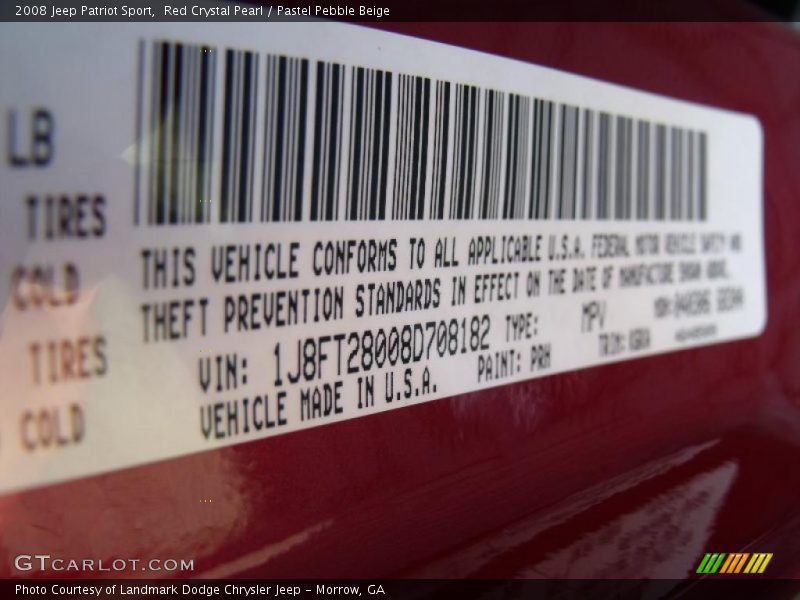 2008 Jeep Patriot Sport,  Red Crystal Pearl / Pastel Pebble Beige
LB
TIRES
COLD
TIRES
COLD
THIS VEHICLE CONFORMS TO ALL APPLICABLE U.S.A. FEDERAL MOTOR VEHICLE SAFETY AND
THEFT PREVENTION STANDARDS IN EFFECT ON THE DATE OF MANUFACTURE SHOWN ABOVE.
VIN: 1J8FT28008D708182 TYPE: MPV
VEHICLE MADE IN U.S.A. PAINT: PRH TRIM:
GTCARLOT.COM
Photo Courtesy of Landmark Dodge Chrysler Jeep - Morrow, GA